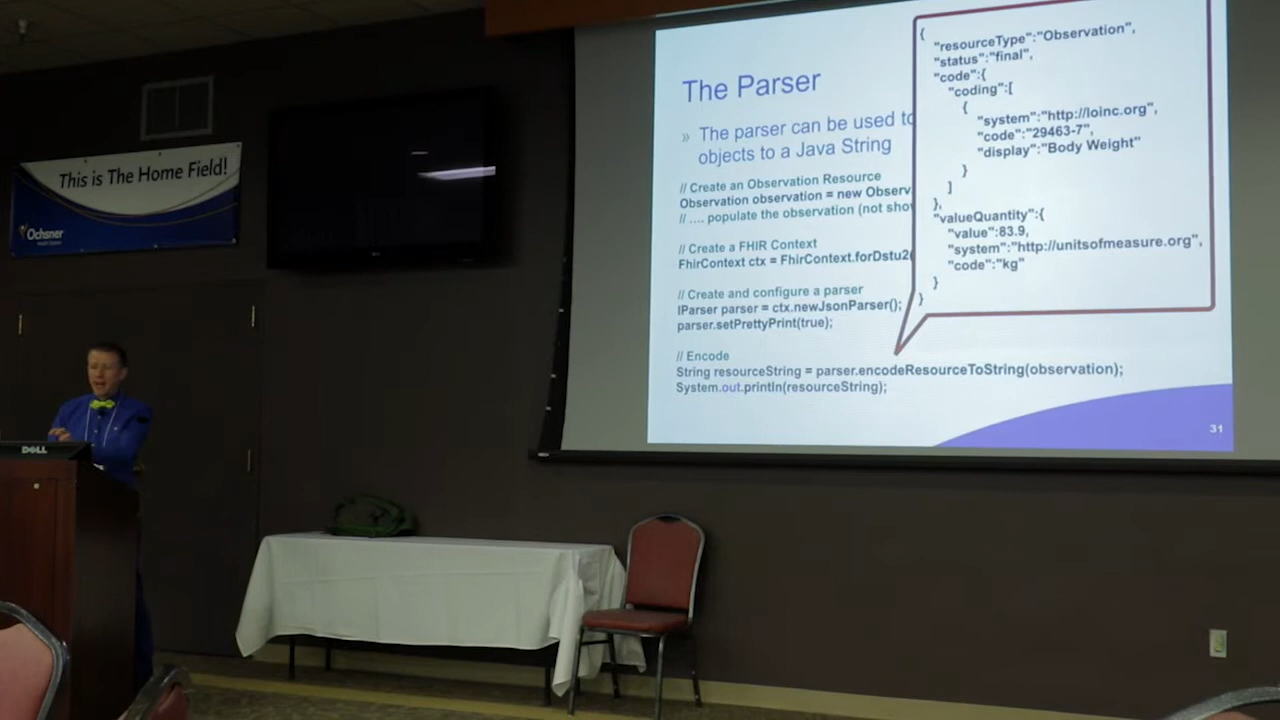 This is The Home Field!
Ochsner
DELL
The Parser
» The parser can be used to
objects to a Java String
// Create an Observation Resource
Observation observation = new Observ
// .... populate the observation (not sho
// Create a FHIR Context
FhirContext ctx = FhirContext.forDstu2(
// Create and configure a parser
IParser parser = ctx.newJsonParser();
parser.setPrettyPrint(true);
// Encode
String resourceString = parser.encodeResourceToString(observation);
System.out.println(resourceString);
{
"resourceType":"Observation",
"status":"final",
"code":{
"coding":[
{
"system":"http://loinc.org",
"code":"29463-7",
"display":"Body Weight"
}
]
},
"valueQuantity":{
"value":83.9,
"system":"http://unitsofmeasure.org",
"code":"kg"
}
}
31